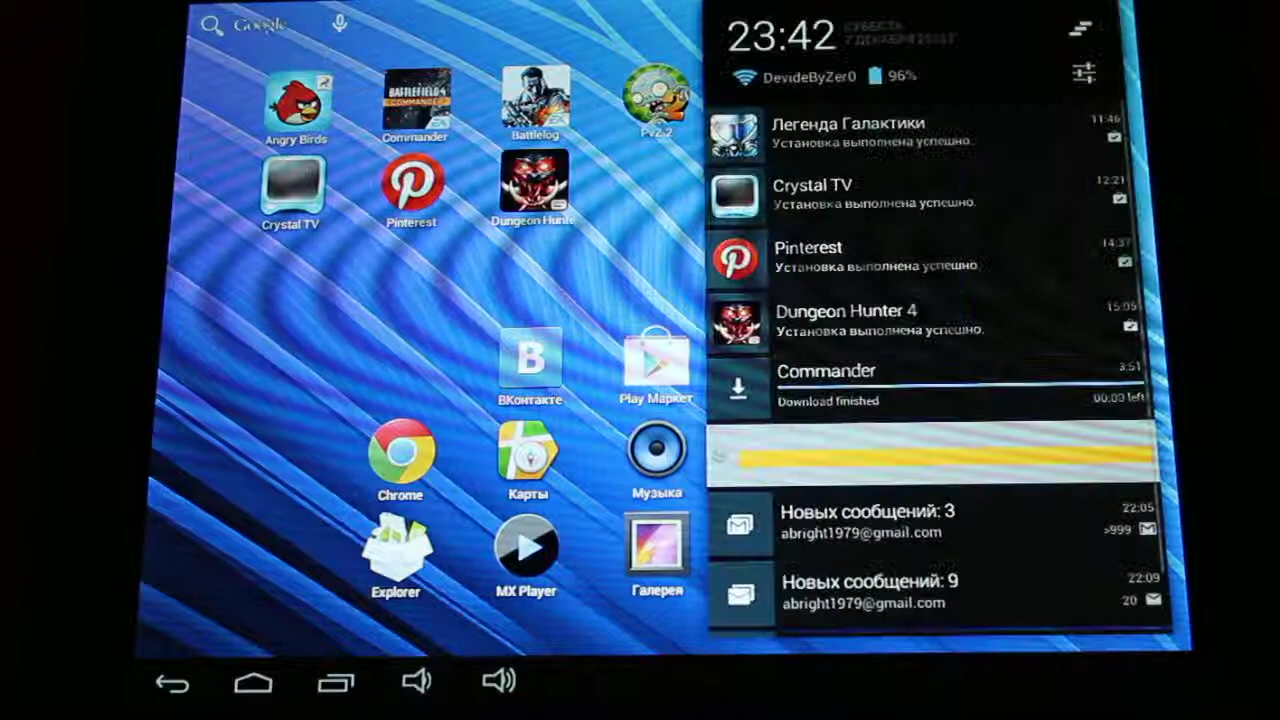 Google
23:42
DevideByZer0 96%
Angry Birds
BATTLEFIELD 4
COMMANDER
Commander
Battlelog
PvZ 2
Crystal TV
Pinterest
Dungeon Hunte
B
ВКонтакте
Play Маркет
Chrome
Карты
Музыка
Explorer
MX Player
Галерея
Легенда Галактики 11:46
Установка выполнена успешно.
Crystal TV 12:21
Установка выполнена успешно.
Pinterest 14:37
Установка выполнена успешно.
Dungeon Hunter 4 15:05
Установка выполнена успешно.
Commander 3:51
Download finished 00:00 left
Новых сообщений: 3 22:05
abright1979@gmail.com >999
Новых сообщений: 9 22:09
abright1979@gmail.com 20